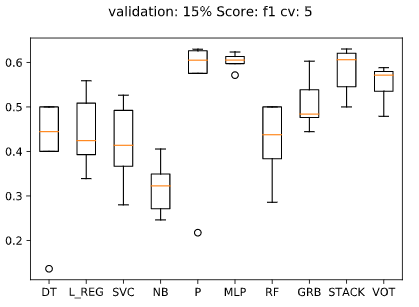 validation: 15% Score: f1 cv: 5
0.6
0.5
0.4
0.3
0.2
DT L_REG SVC NB P MLP RF GRB STACK VOT